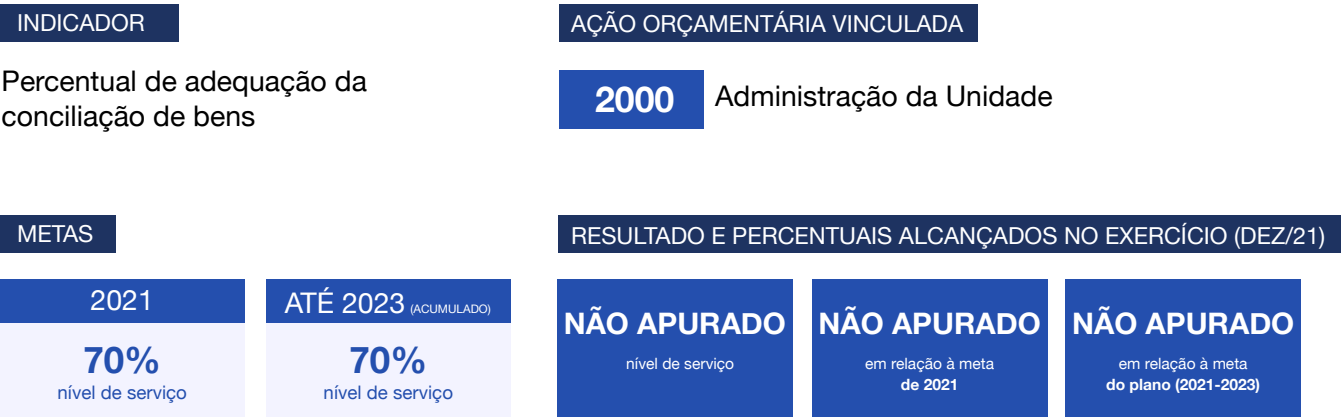 INDICADOR
Percentual de adequação da
conciliação de bens
AÇÃO ORÇAMENTÁRIA VINCULADA
2000 Administração da Unidade
METAS
2021
70%
nível de serviço
ATÉ 2023 (ACUMULADO)
70%
nível de serviço
RESULTADO E PERCENTUAIS ALCANÇADOS NO EXERCÍCIO (DEZ/21)
NÃO APURADO
nível de serviço
NÃO APURADO
em relação à meta
de 2021
NÃO APURADO
em relação à meta
do plano (2021-2023)